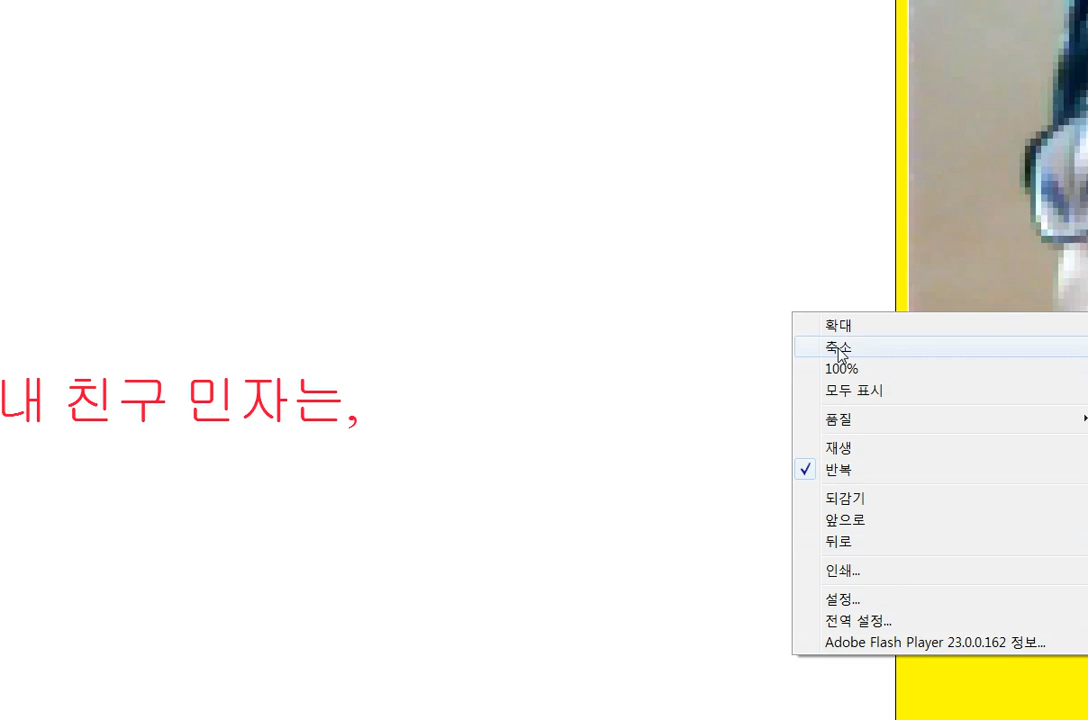 내 친구 민자는,
확대
축소
100%
모두 표시
품질
재생
반복
되감기
앞으로
뒤로
인쇄...
설정...
전역 설정...
Adobe Flash Player 23.0.0.162 정보...